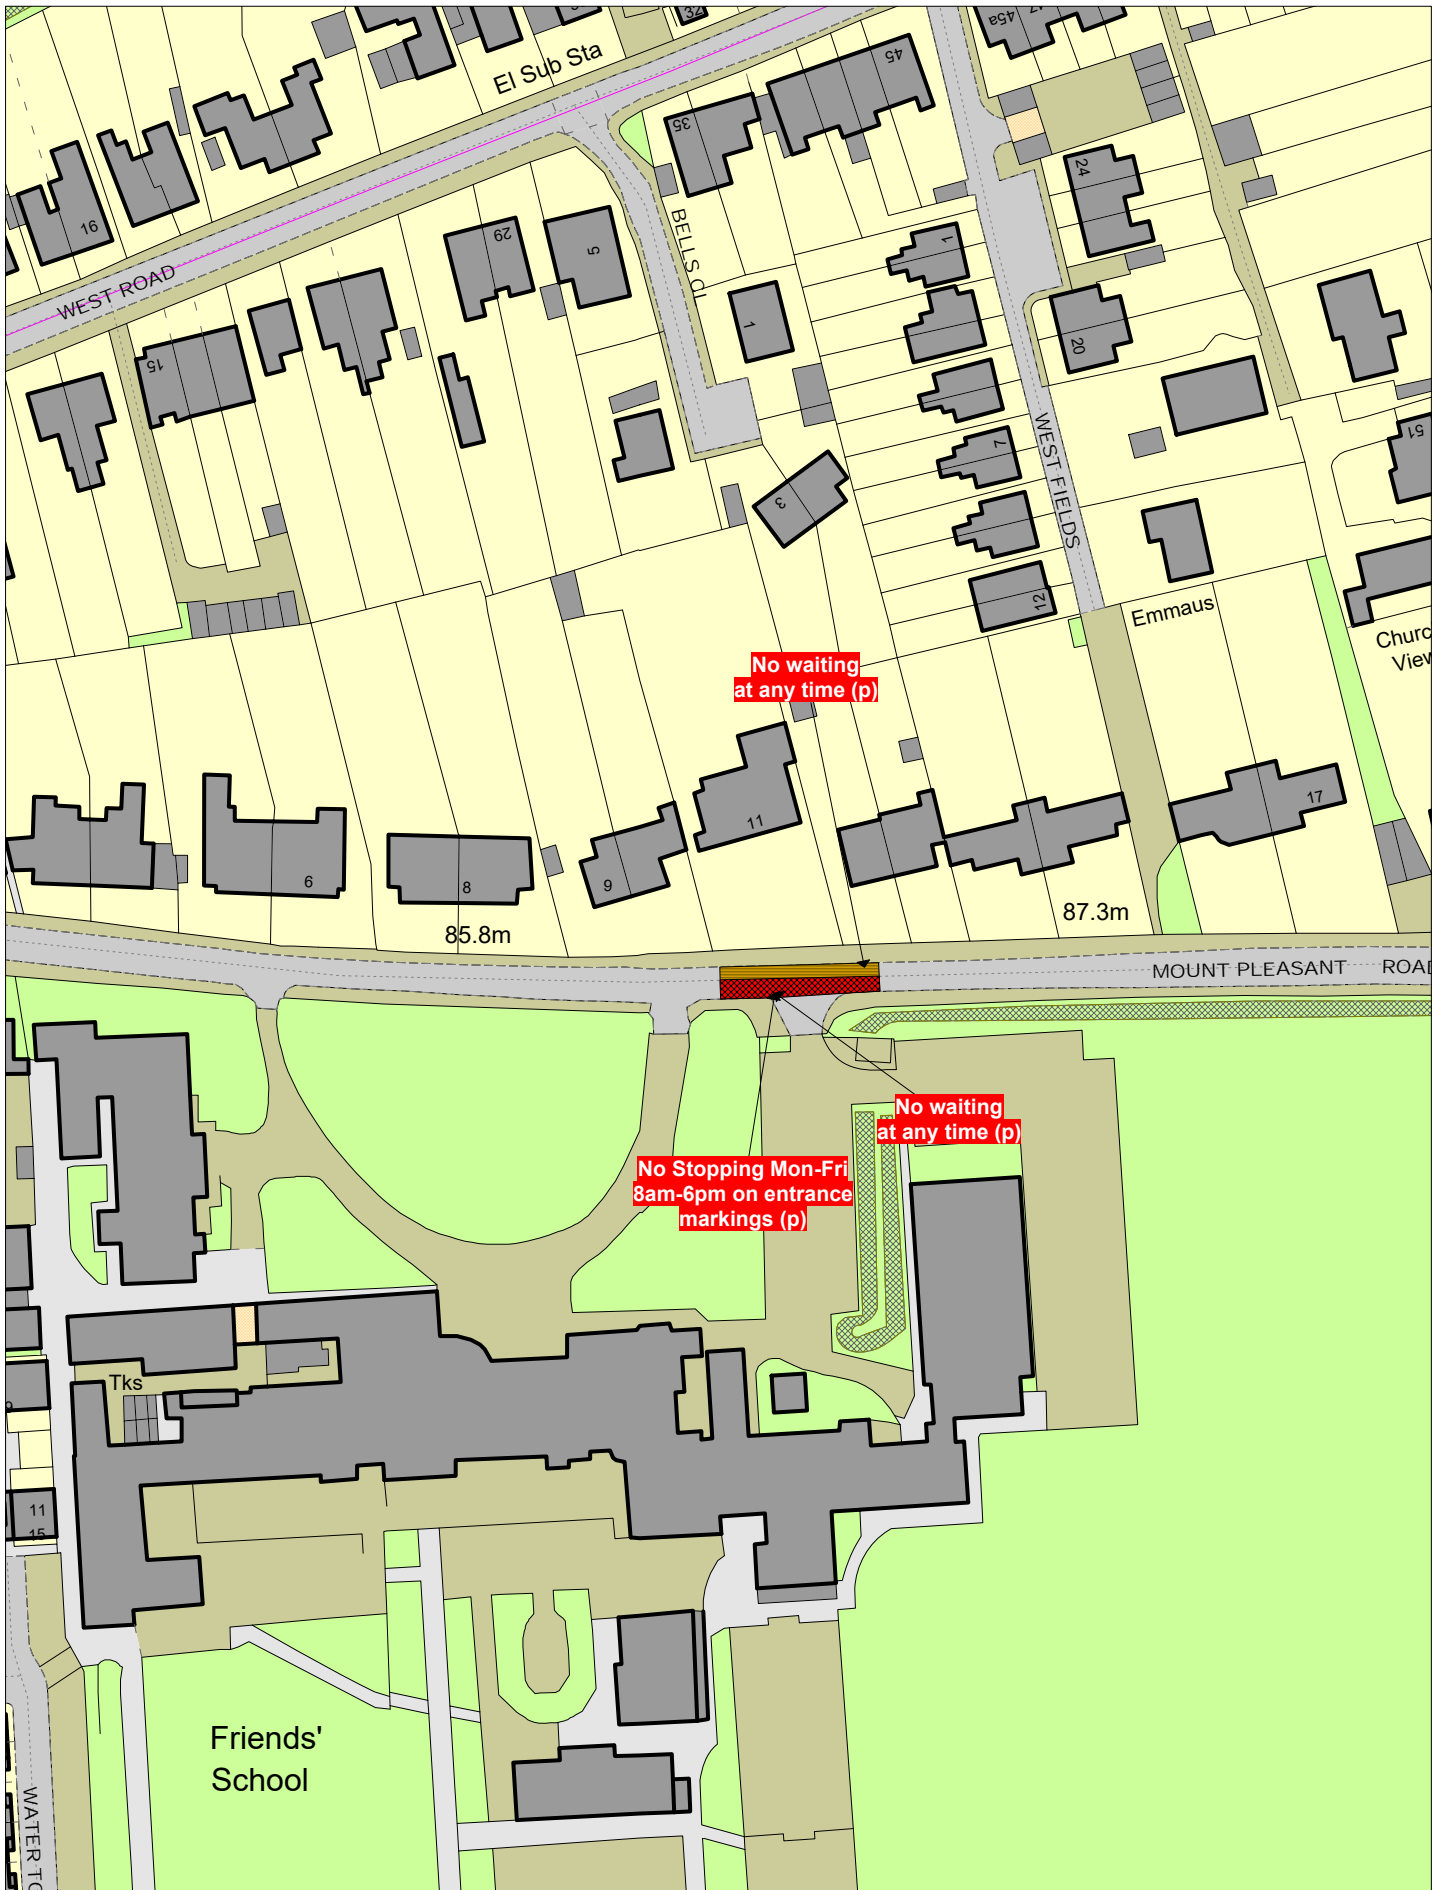 32
45a
El Sub Sta
45
35
24
16
BELLS CL
29
5
1
WEST ROAD
1
20
15
WEST FIELDS
51
7
3
12
Emmaus
View
No waiting
at any time (p)
17
11
6
8
9
87.3m
85.8m
MOUNT PLEASANT
No waiting
at any time (p)
No Stopping Mon-Fri
8am-6pm on entrance
markings (p)
Tks
11
15
Friends'
School
WATER